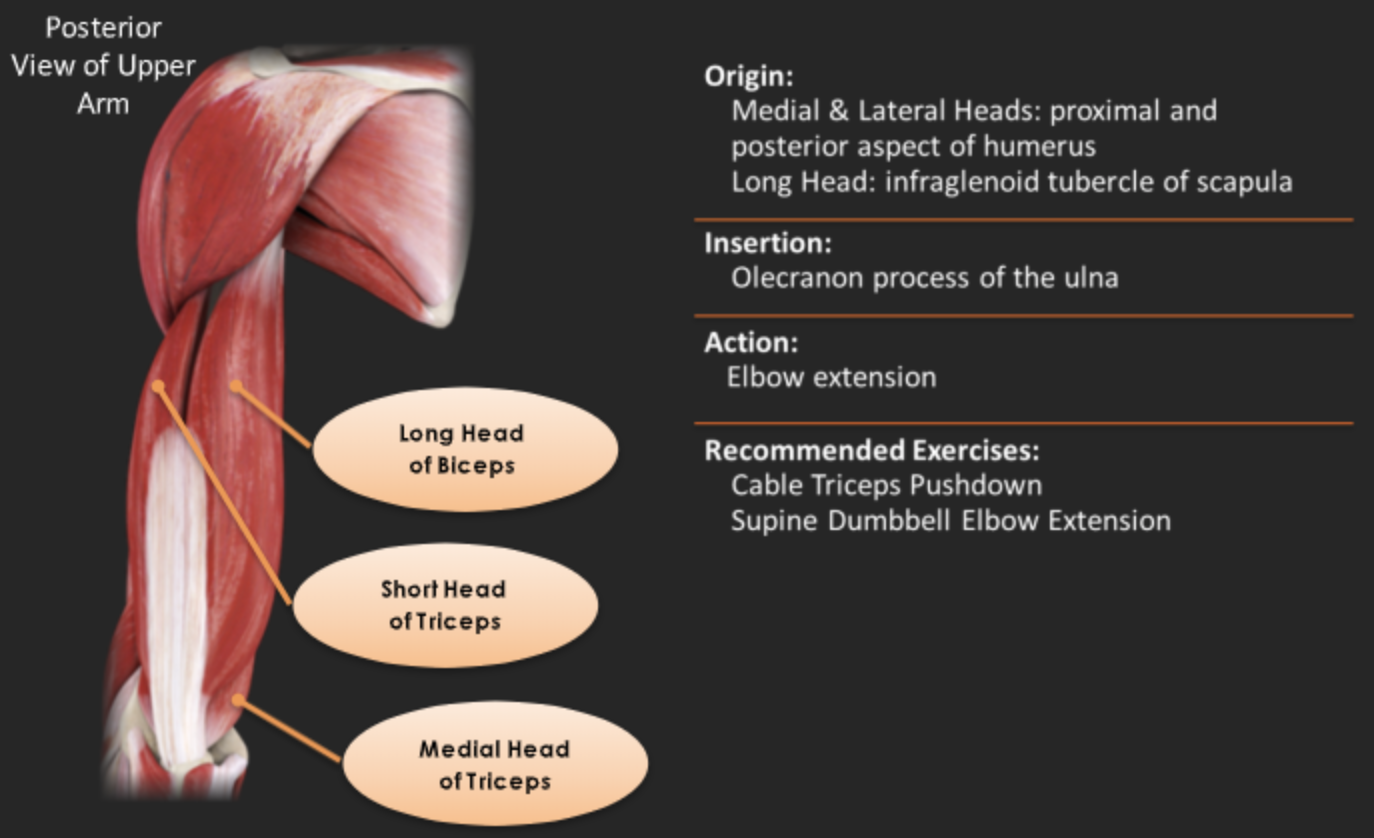 Posterior
View of Upper
Arm
Origin:
Medial & Lateral Heads: proximal and
posterior aspect of humerus
Long Head: infraglenoid tubercle of scapula
Insertion:
Olecranon process of the ulna
Action:
Elbow extension
Recommended Exercises:
Cable Triceps Pushdown
Supine Dumbbell Elbow Extension
Long Head
of Biceps
Short Head
of Triceps
Medial Head
of Triceps